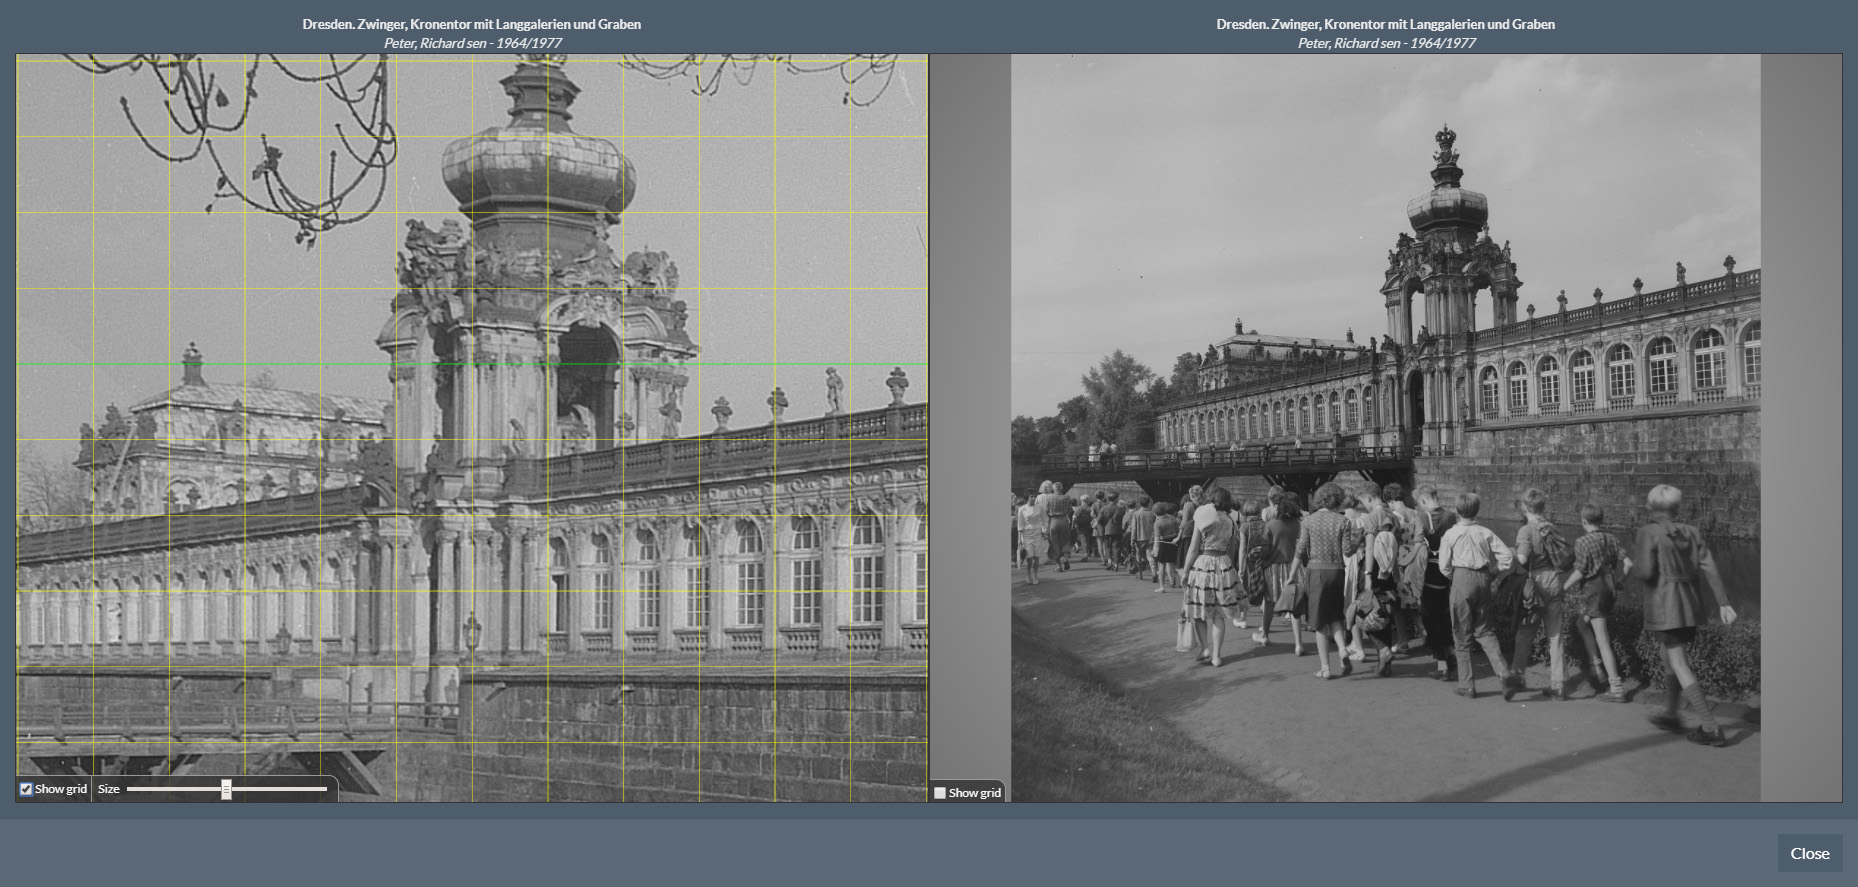 Dresden. Zwinger, Kronentor mit Langgalerien und Graben
Peter, Richard sen - 1964/1977
Dresden. Zwinger, Kronentor mit Langgalerien und Graben
Peter, Richard sen - 1964/1977
Show grid
Size
Show grid
Close